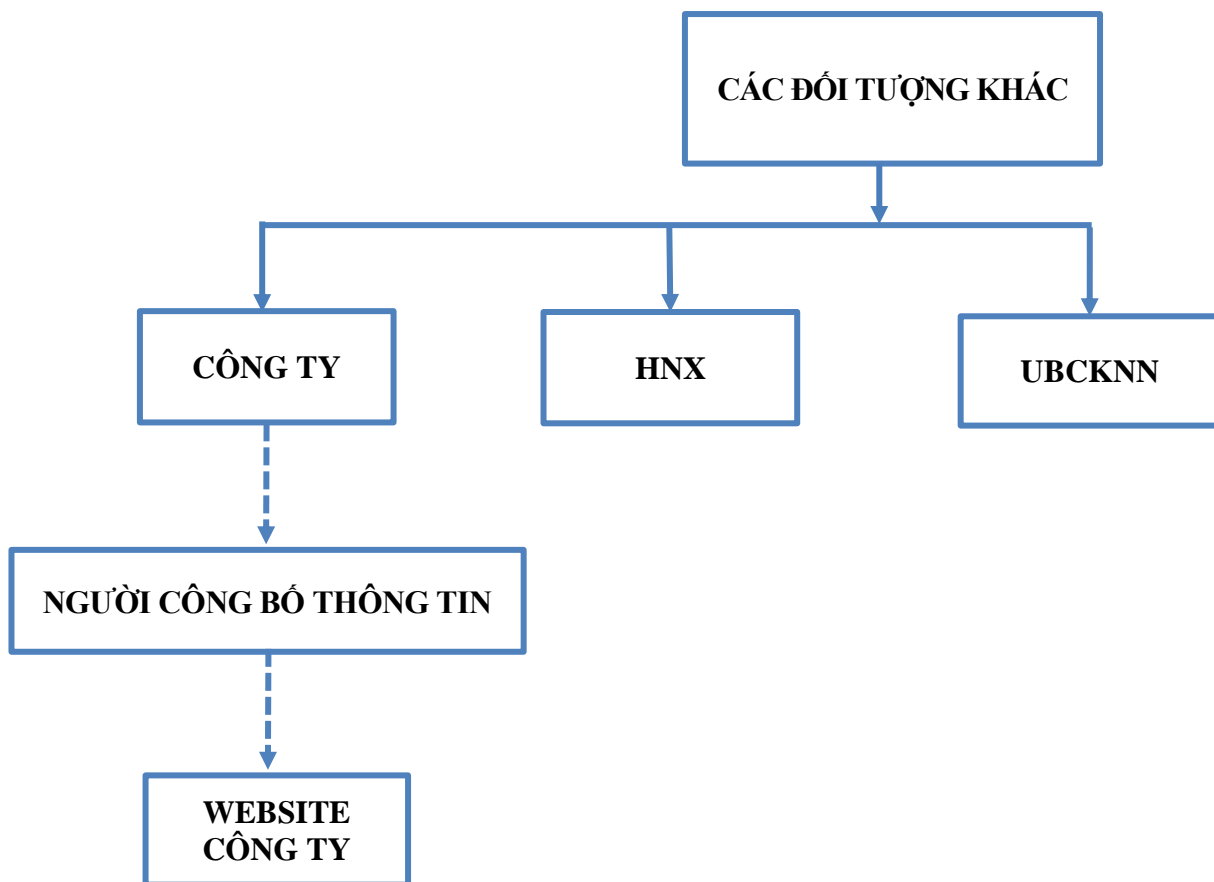 CÁC ĐỐI TƯỢNG KHÁC
CÔNG TY
HNX
UBCKNN
NGƯỜI CÔNG BỐ THÔNG TIN
WEBSITE
CÔNG TY